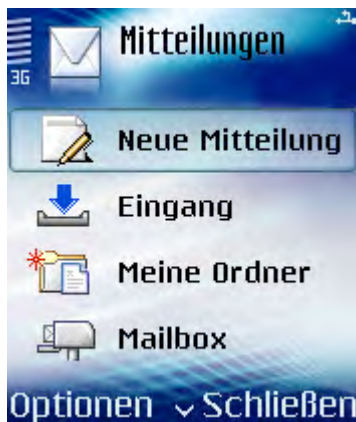 Mitteilungen
3G
Neue Mitteilung
Eingang
Meine Ordner
Mailbox
Optionen Schließen